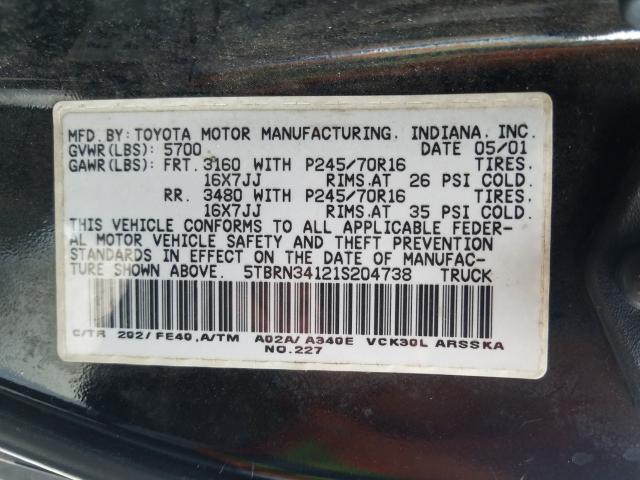 MFD. BY: TOYOTA MOTOR MANUFACTURING, INDIANA, INC.
GVWR(LBS): 5700 DATE 05/01
GAWR(LBS): FRT. 3160 WITH P245/70R16 TIRES.
16X7JJ RIMS.AT 26 PSI COLD.
RR. 3480 WITH P245/70R16 TIRES.
16X7JJ RIMS.AT 35 PSI COLD.
THIS VEHICLE CONFORMS TO ALL APPLICABLE FEDER-
AL MOTOR VEHICLE SAFETY AND THEFT PREVENTION
STANDARDS IN EFFECT ON THE DATE OF MANUFAC-
TURE SHOWN ABOVE. 5TBRN34121S204738 TRUCK
C/TR 202/FE40,A/TM A02A/A340E VCK30L ARSSKA
NO.227